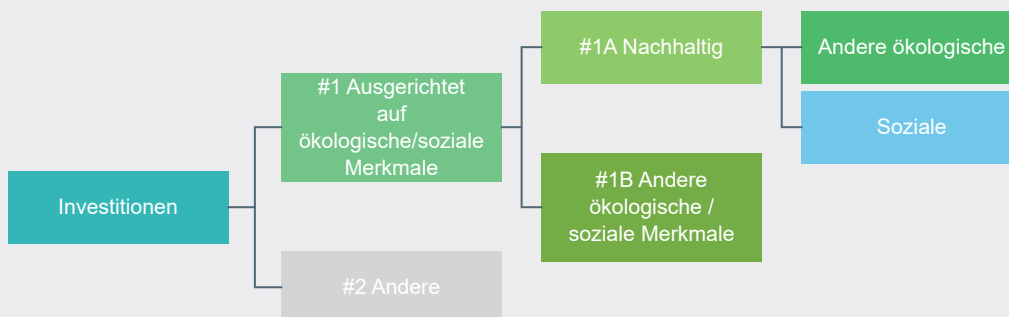 Investitionen
#1 Ausgerichtet
auf
ökologische/soziale
Merkmale
#2 Andere
#1A Nachhaltig
#1B Andere
ökologische /
soziale Merkmale
Andere ökologische
Soziale